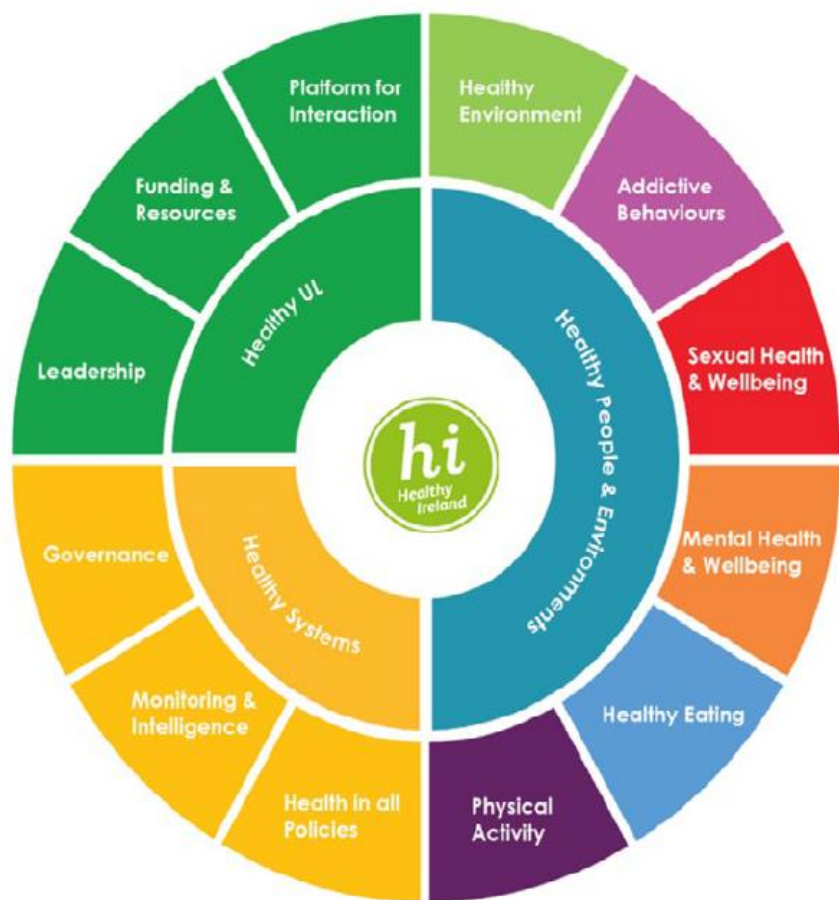 Platform for
Interaction
Healthy
Environment
Funding &
Resources
Addictive
Behaviours
Healthy UL
Leadership
Sexual Health
& Wellbeing
Healthy People & Environments
hi
Healthy
Ireland
Governance
Mental Health
& Wellbeing
Healthy Systems
Monitoring &
Intelligence
Healthy Eating
Health in all
Policies
Physical
Activity